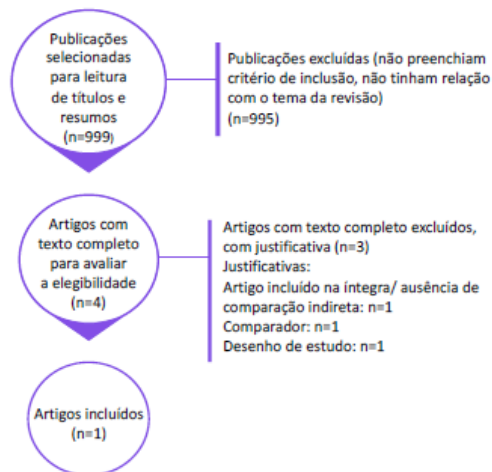 Publicações
selecionadas
para leitura
de títulos e
resumos
(n=999)
Publicações excluídas (não preenchiam
critério de inclusão, não tinham relação
com o tema da revisão)
(n=995)
Artigos com
texto completo
para avaliar
a elegibilidade
(n=4)
Artigos com texto completo excluídos,
com justificativa (n=3)
Justificativas:
Artigo incluído na íntegra/ ausência de
comparação indireta: n=1
Comparador: n=1
Desenho de estudo: n=1
Artigos incluídos
(n=1)